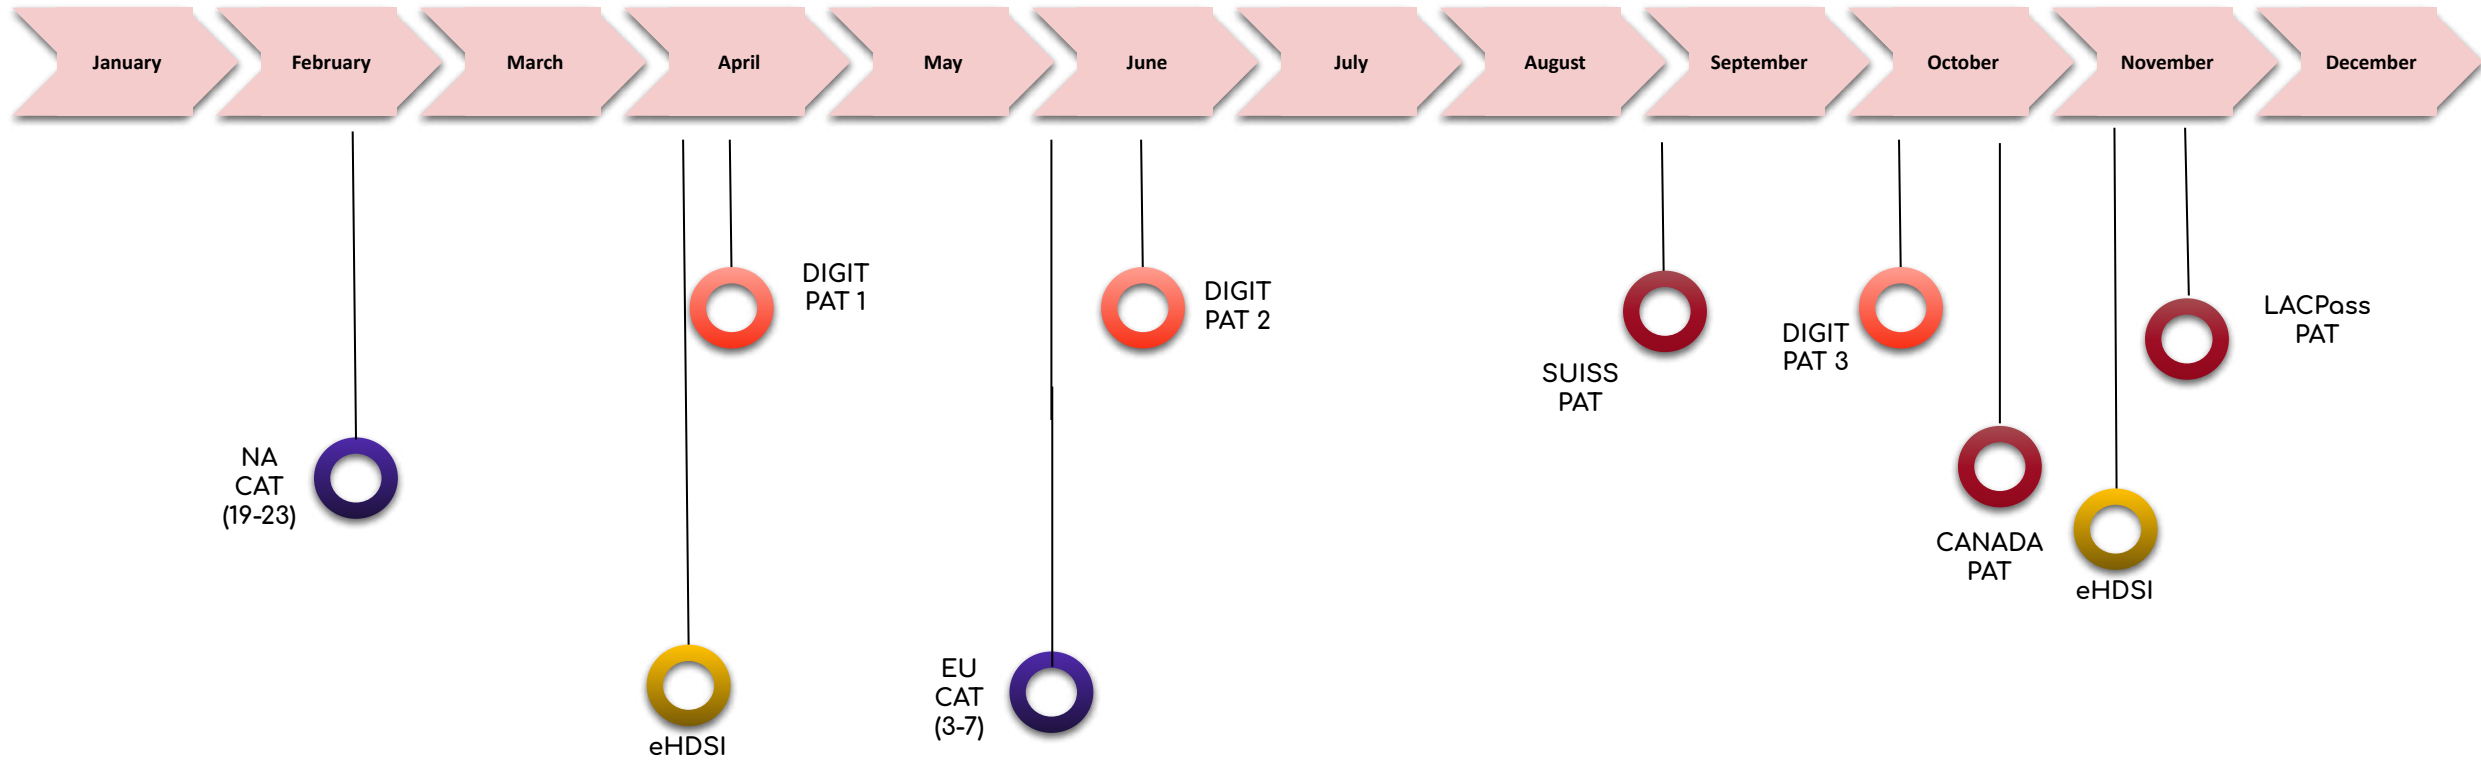 January
February
March
April
May
June
July
August
September
October
November
December
DIGIT
PAT 1
DIGIT
PAT 2
SUISS
PAT
DIGIT
PAT 3
LACPass
PAT
NA
CAT
(19-23)
CANADA
PAT
eHDSI
EU
CAT
(3-7)
eHDSI